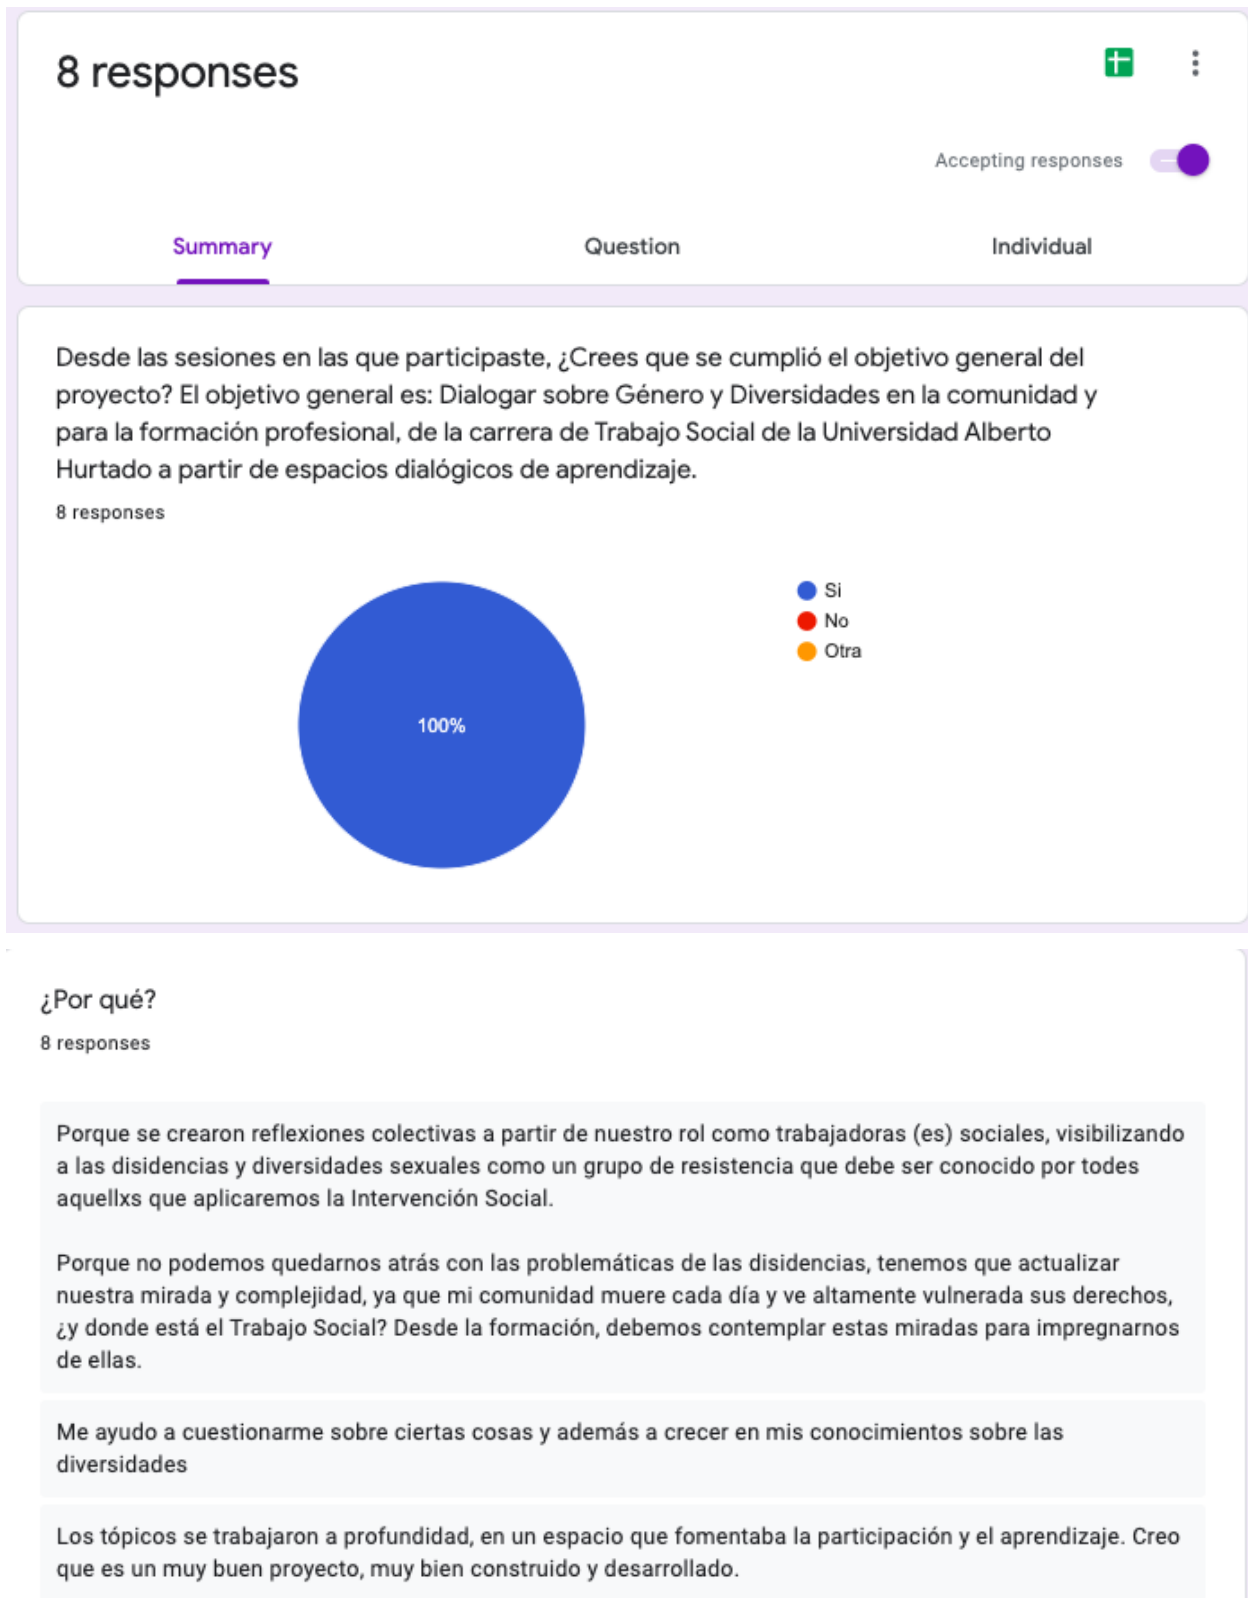 8 responses
Accepting responses
Summary
Question
Individual
Desde las sesiones en las que participaste, ¿Crees que se cumplió el objetivo general del
proyecto? El objetivo general es: Dialogar sobre Género y Diversidades en la comunidad y
para la formación profesional, de la carrera de Trabajo Social de la Universidad Alberto
Hurtado a partir de espacios dialógicos de aprendizaje.
8 responses
Si
No
Otra
100%
¿Por qué?
8 responses
Porque se crearon reflexiones colectivas a partir de nuestro rol como trabajadoras (es) sociales, visibilizando
a las disidencias y diversidades sexuales como un grupo de resistencia que debe ser conocido por todes
aquellxs que aplicaremos la Intervención Social.
Porque no podemos quedarnos atrás con las problemáticas de las disidencias, tenemos que actualizar
nuestra mirada y complejidad, ya que mi comunidad muere cada día y ve altamente vulnerada sus derechos,
¿y donde está el Trabajo Social? Desde la formación, debemos contemplar estas miradas para impregnarnos
de ellas.
Me ayudo a cuestionarme sobre ciertas cosas y además a crecer en mis conocimientos sobre las
diversidades
Los tópicos se trabajaron a profundidad, en un espacio que fomentaba la participación y el aprendizaje. Creo
que es un muy buen proyecto, muy bien construido y desarrollado.